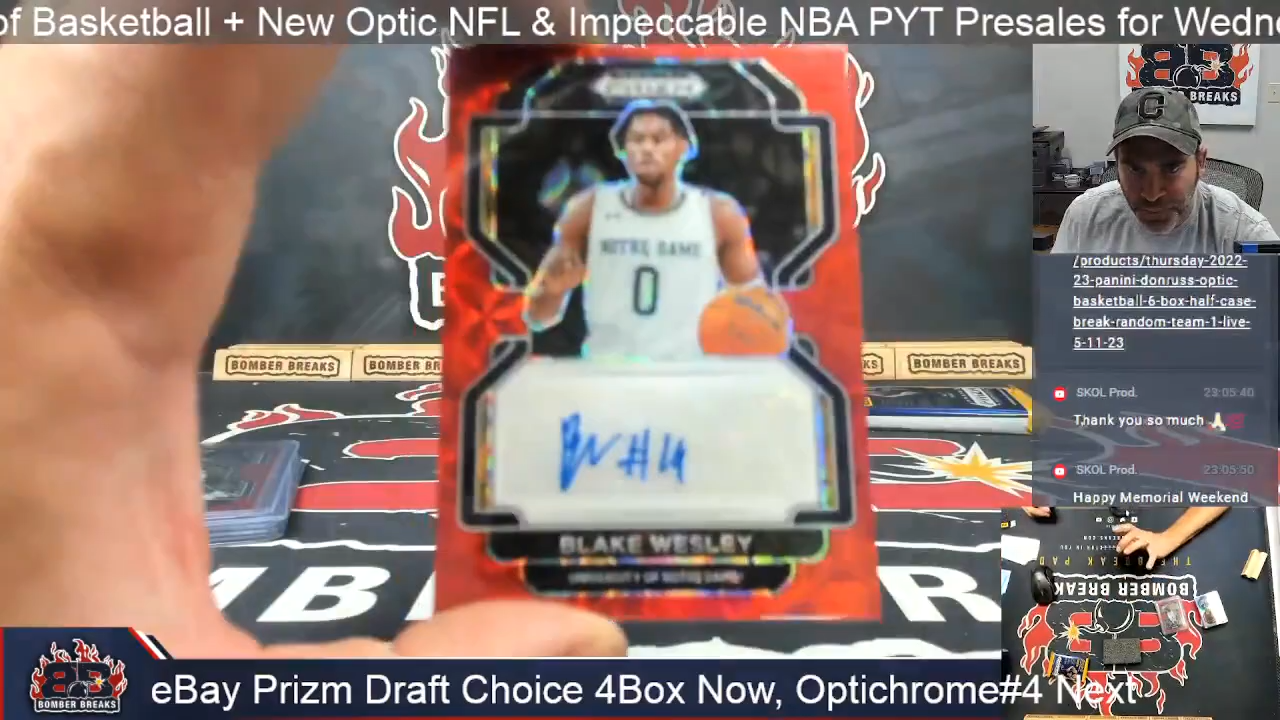 of Basketball + New Optic NFL & Impeccable NBA PYT Presales for Wedne
BREAKS
C
PRIZM
NOTRE DAME
0
BLAKE WESLEY
UNIVERSITY OF NOTRE DAME
BOMBER BREAKS
BOMBER
BOMBER BREAKS
/products/thursday-2022-
23-panini-donruss-optic-
basketball-6-box-half-case-
break-random-team-1-live-
5-11-23
SKOL Prod.
23:05:40
Thank you so much 🙏
SKOL Prod.
23:05:50
Happy Memorial Weekend
BOMBER BREAK
BOMBER BREAKS
eBay Prizm Draft Choice 4Box Now, Optichrome#4 Next